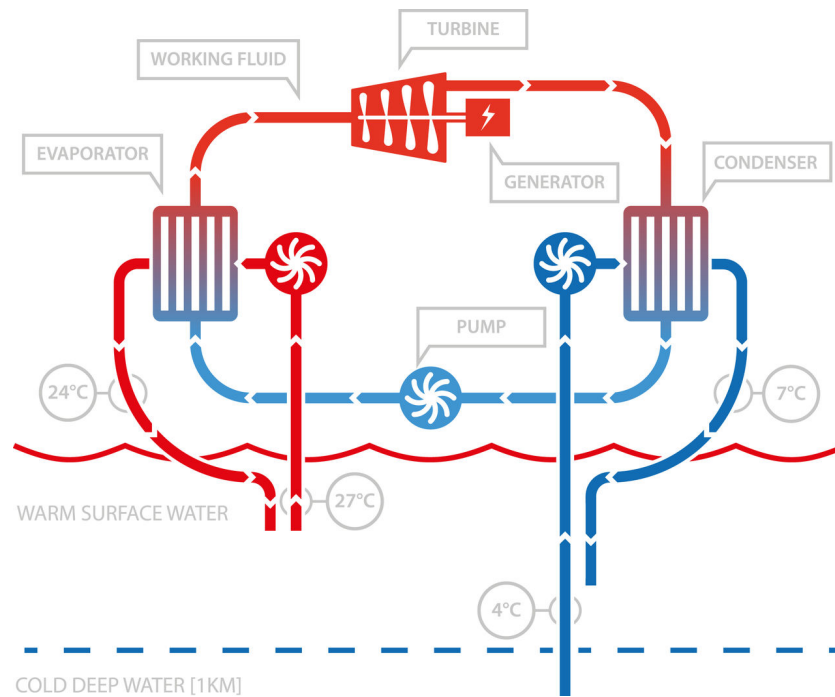 TURBINE
WORKING FLUID
EVAPORATOR
GENERATOR
CONDENSER
PUMP
24°C
7°C
27°C
WARM SURFACE WATER
4°C
COLD DEEP WATER [1KM]